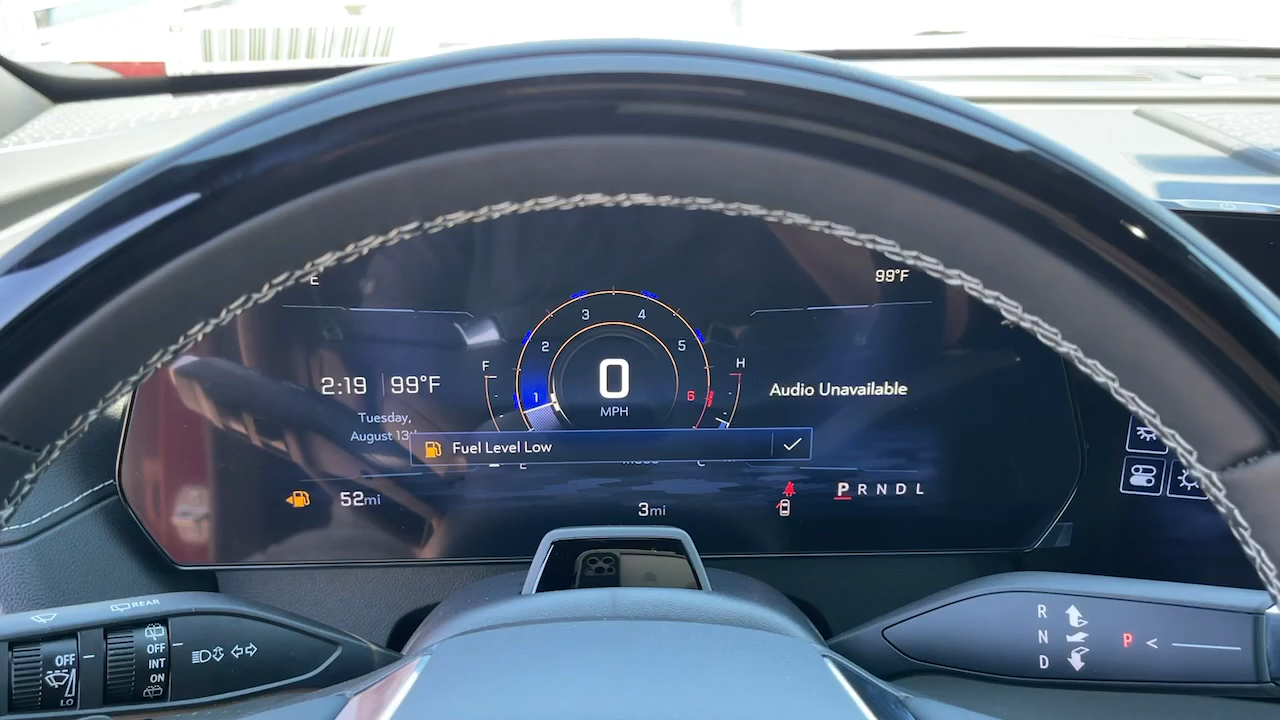 E
99°F
3 4
2 5
1 6
F
H
0
MPH
2:19 99°F
Tuesday,
August 13
Audio Unavailable
Fuel Level Low
52mi
3mi
P R N D L
REAR
OFF
LO
OFF
INT
ON
R
N
D
P <